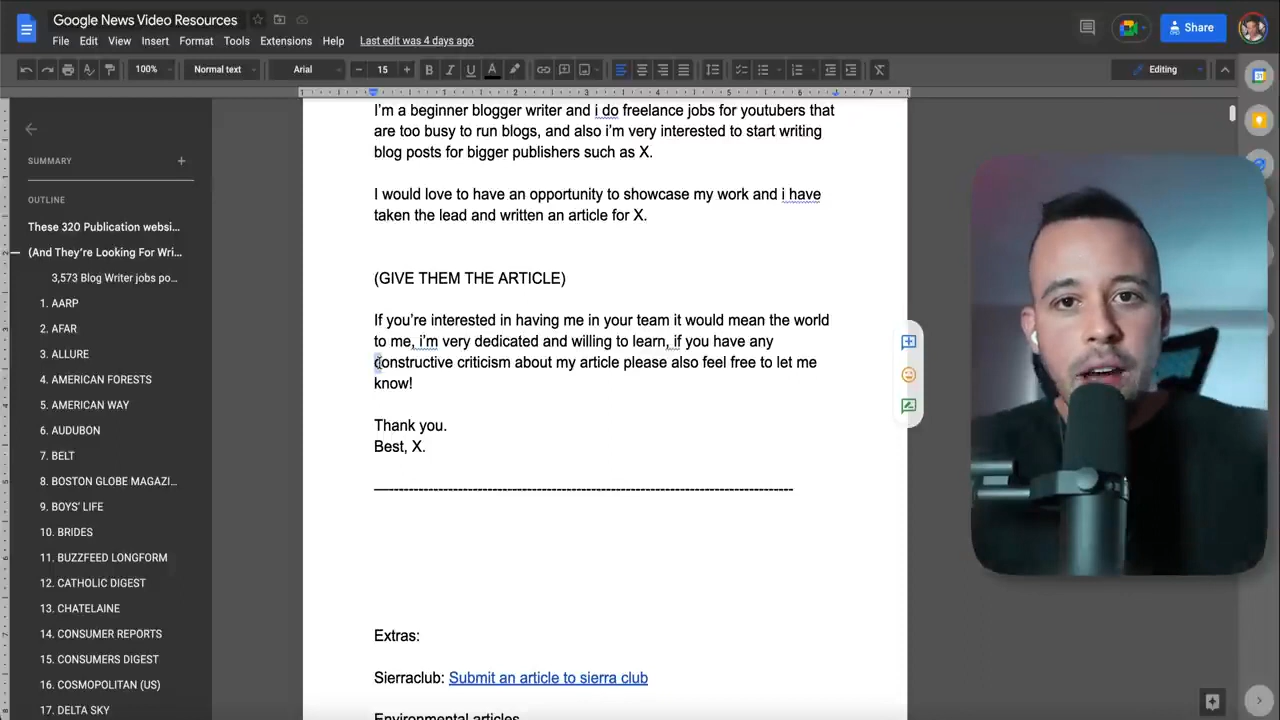 Google News Video Resources
File Edit View Insert Format Tools Extensions Help Last edit was 4 days ago
Share
100% Normal text Arial 15 B I U A Editing
SUMMARY
OUTLINE
These 320 Publication websi...
(And They're Looking For Wri...
3,573 Blog Writer jobs po...
1. AARP
2. AFAR
3. ALLURE
4. AMERICAN FORESTS
5. AMERICAN WAY
6. AUDUBON
7. BELT
8. BOSTON GLOBE MAGAZI...
9. BOYS' LIFE
10. BRIDES
11. BUZZFEED LONGFORM
12. CATHOLIC DIGEST
13. CHATELAINE
14. CONSUMER REPORTS
15. CONSUMERS DIGEST
16. COSMOPOLITAN (US)
17. DELTA SKY
I'm a beginner blogger writer and i do freelance jobs for youtubers that
are too busy to run blogs, and also i'm very interested to start writing
blog posts for bigger publishers such as X.
I would love to have an opportunity to showcase my work and i have
taken the lead and written an article for X.
(GIVE THEM THE ARTICLE)
If you're interested in having me in your team it would mean the world
to me, i'm very dedicated and willing to learn, if you have any
constructive criticism about my article please also feel free to let me
know!
Thank you.
Best, X.
Extras:
Sierraclub: Submit an article to sierra club
Environmental articles